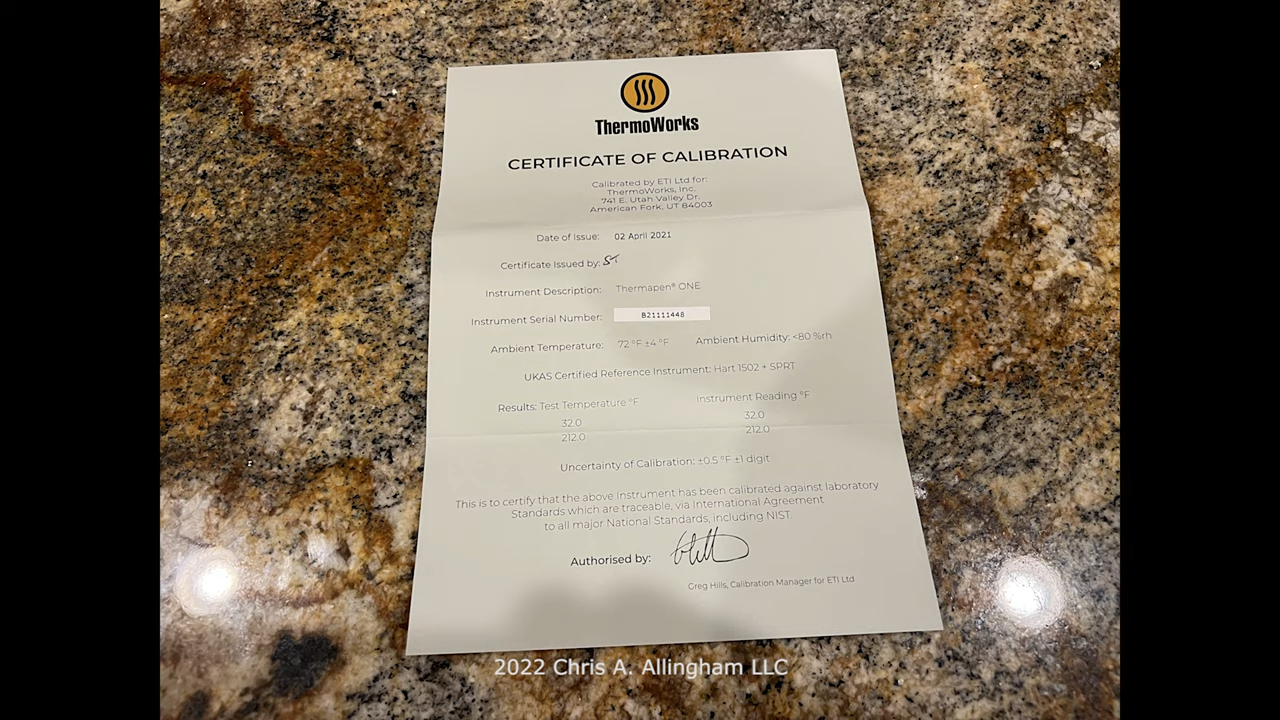 ThermoWorks
CERTIFICATE OF CALIBRATION
Calibrated by ETI Ltd for:
ThermoWorks, Inc.
741 E. Utah Valley Dr.
American Fork, UT 84003
Date of Issue: 02 April 2021
Certificate Issued by: ST
Instrument Description: Thermapen® ONE
Instrument Serial Number: B21111448
Ambient Temperature: 72 °F ±4 °F Ambient Humidity: <80 %rh
UKAS Certified Reference Instrument: Hart 1502 + SPRT
Results: Test Temperature °F Instrument Reading °F
32.0 32.0
212.0 212.0
Uncertainty of Calibration: ±0.5 °F ±1 digit
This is to certify that the above Instrument has been calibrated against laboratory
Standards which are traceable, via International Agreement
to all major National Standards, including NIST.
Authorised by:
Greg Hills, Calibration Manager for ETI Ltd
2022 Chris A. Allingham LLC